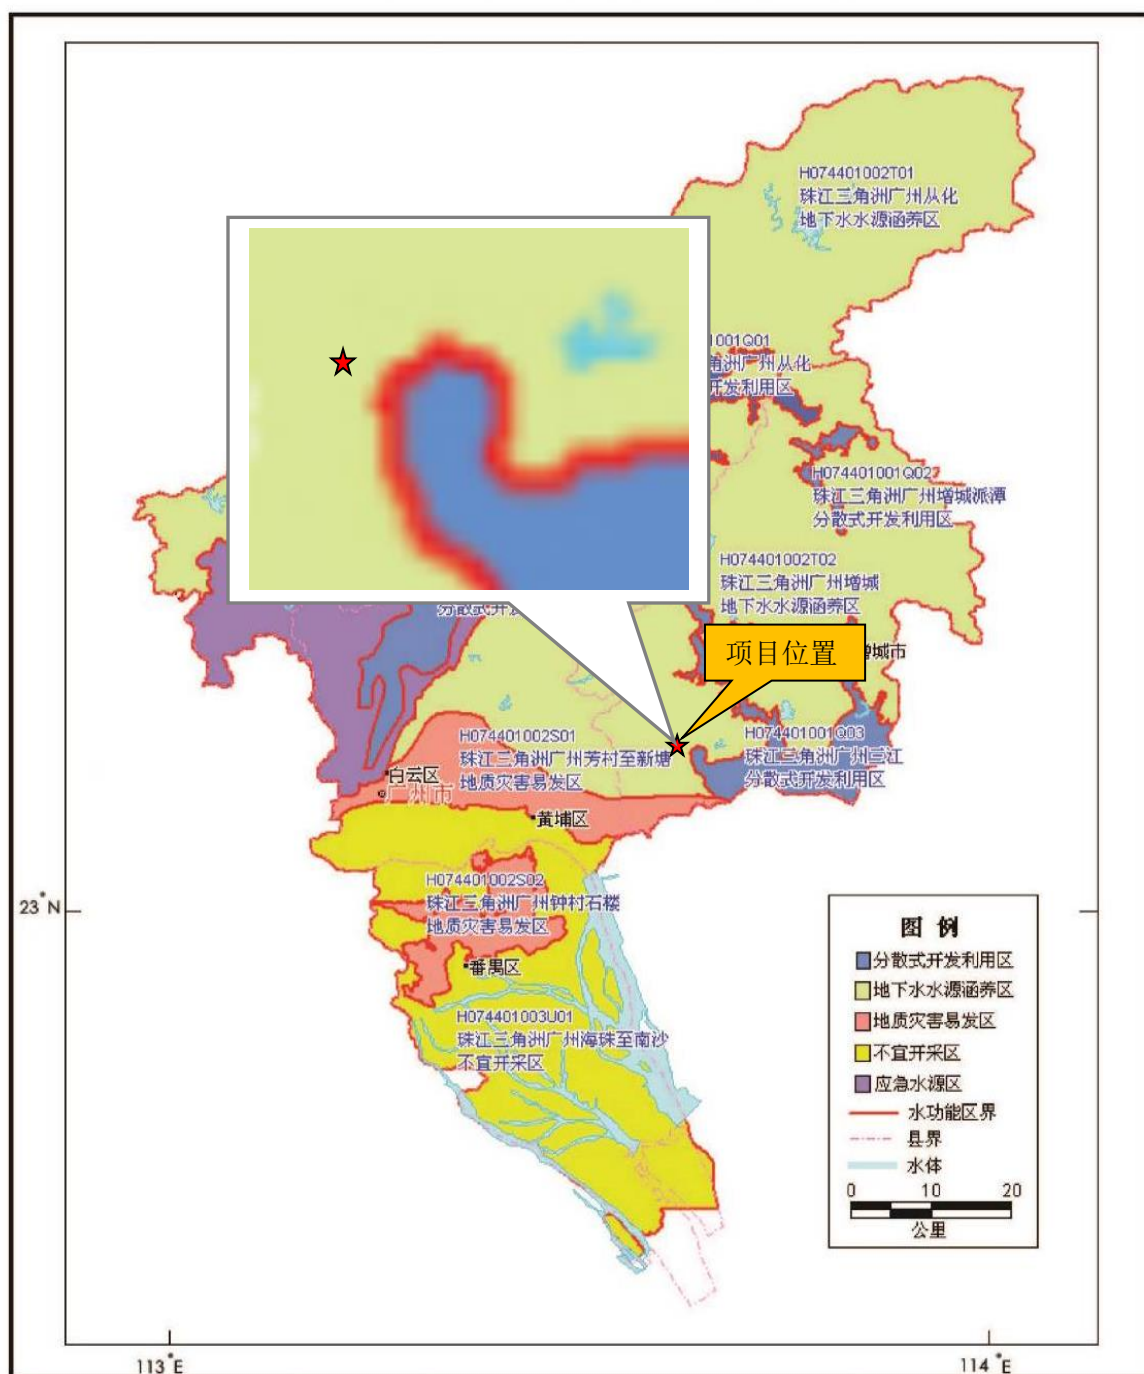 H074401002T01
珠江三角洲广州从化
地下水水源涵养区
1001Q01
角洲广州从化
开发利用区
H074401001Q02
珠江三角洲广州增城派潭
分散式开发利用区
H074401002T02
珠江三角洲广州增城
地下水水源涵养区
分散式开发
项目位置
增城市
H074401002S01
珠江三角洲广州芳村至新塘
地质灾害易发区
H074401001Q03
珠江三角洲广州三江
分散式开发利用区
白云区
广州市
黄埔区
H074401002S02
珠江三角洲广州钟村石楼
地质灾害易发区
番禺区
H074401003U01
珠江三角洲广州海珠至南沙
不宜开采区
23°N
图 例
分散式开发利用区
地下水水源涵养区
地质灾害易发区
不宜开采区
应急水源区
水功能区界
县界
水体
0 10 20
公里
113°E
114°E